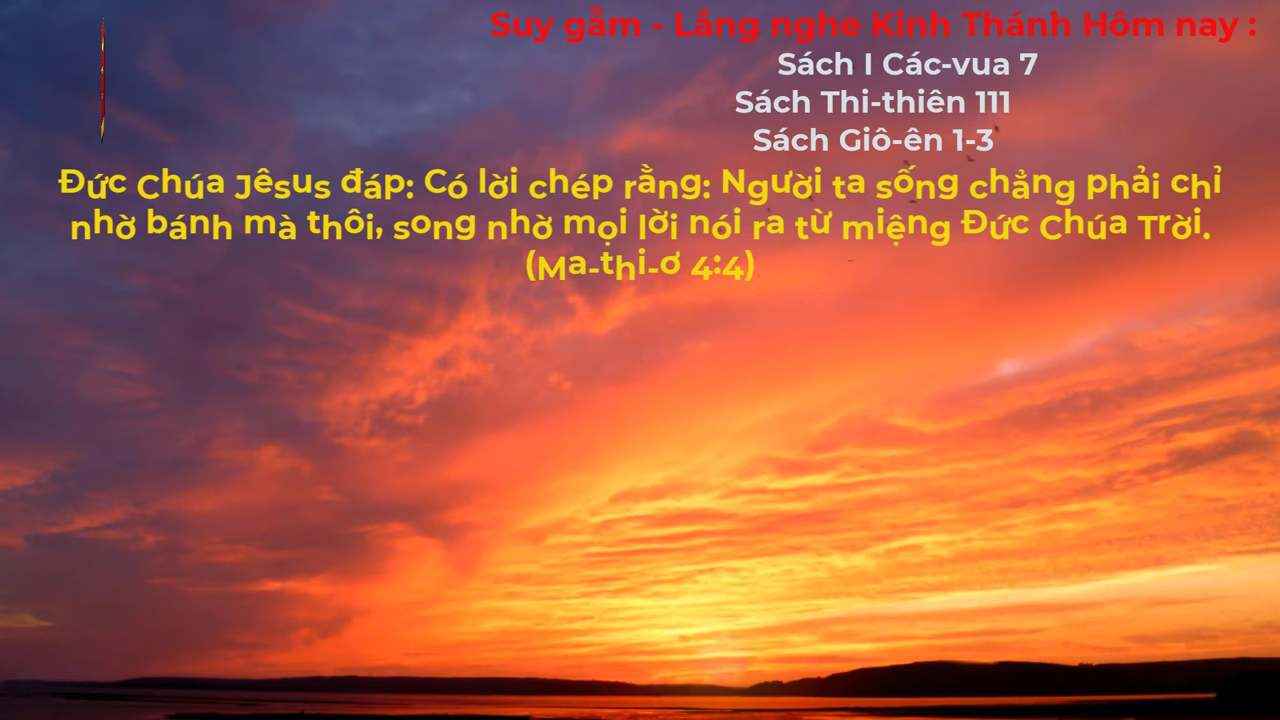 Suy gẫm - Lắng nghe Kinh Thánh Hôm nay :
Sách I Các-vua 7
Sách Thi-thiên 111
Sách Giô-ên 1-3
Đức Chúa Jêsus đáp: Có lời chép rằng: Người ta sống chẳng phải chỉ
nhờ bánh mà thôi, song nhờ mọi lời nói ra từ miệng Đức Chúa Trời.
(Ma-thi-ơ 4:4)